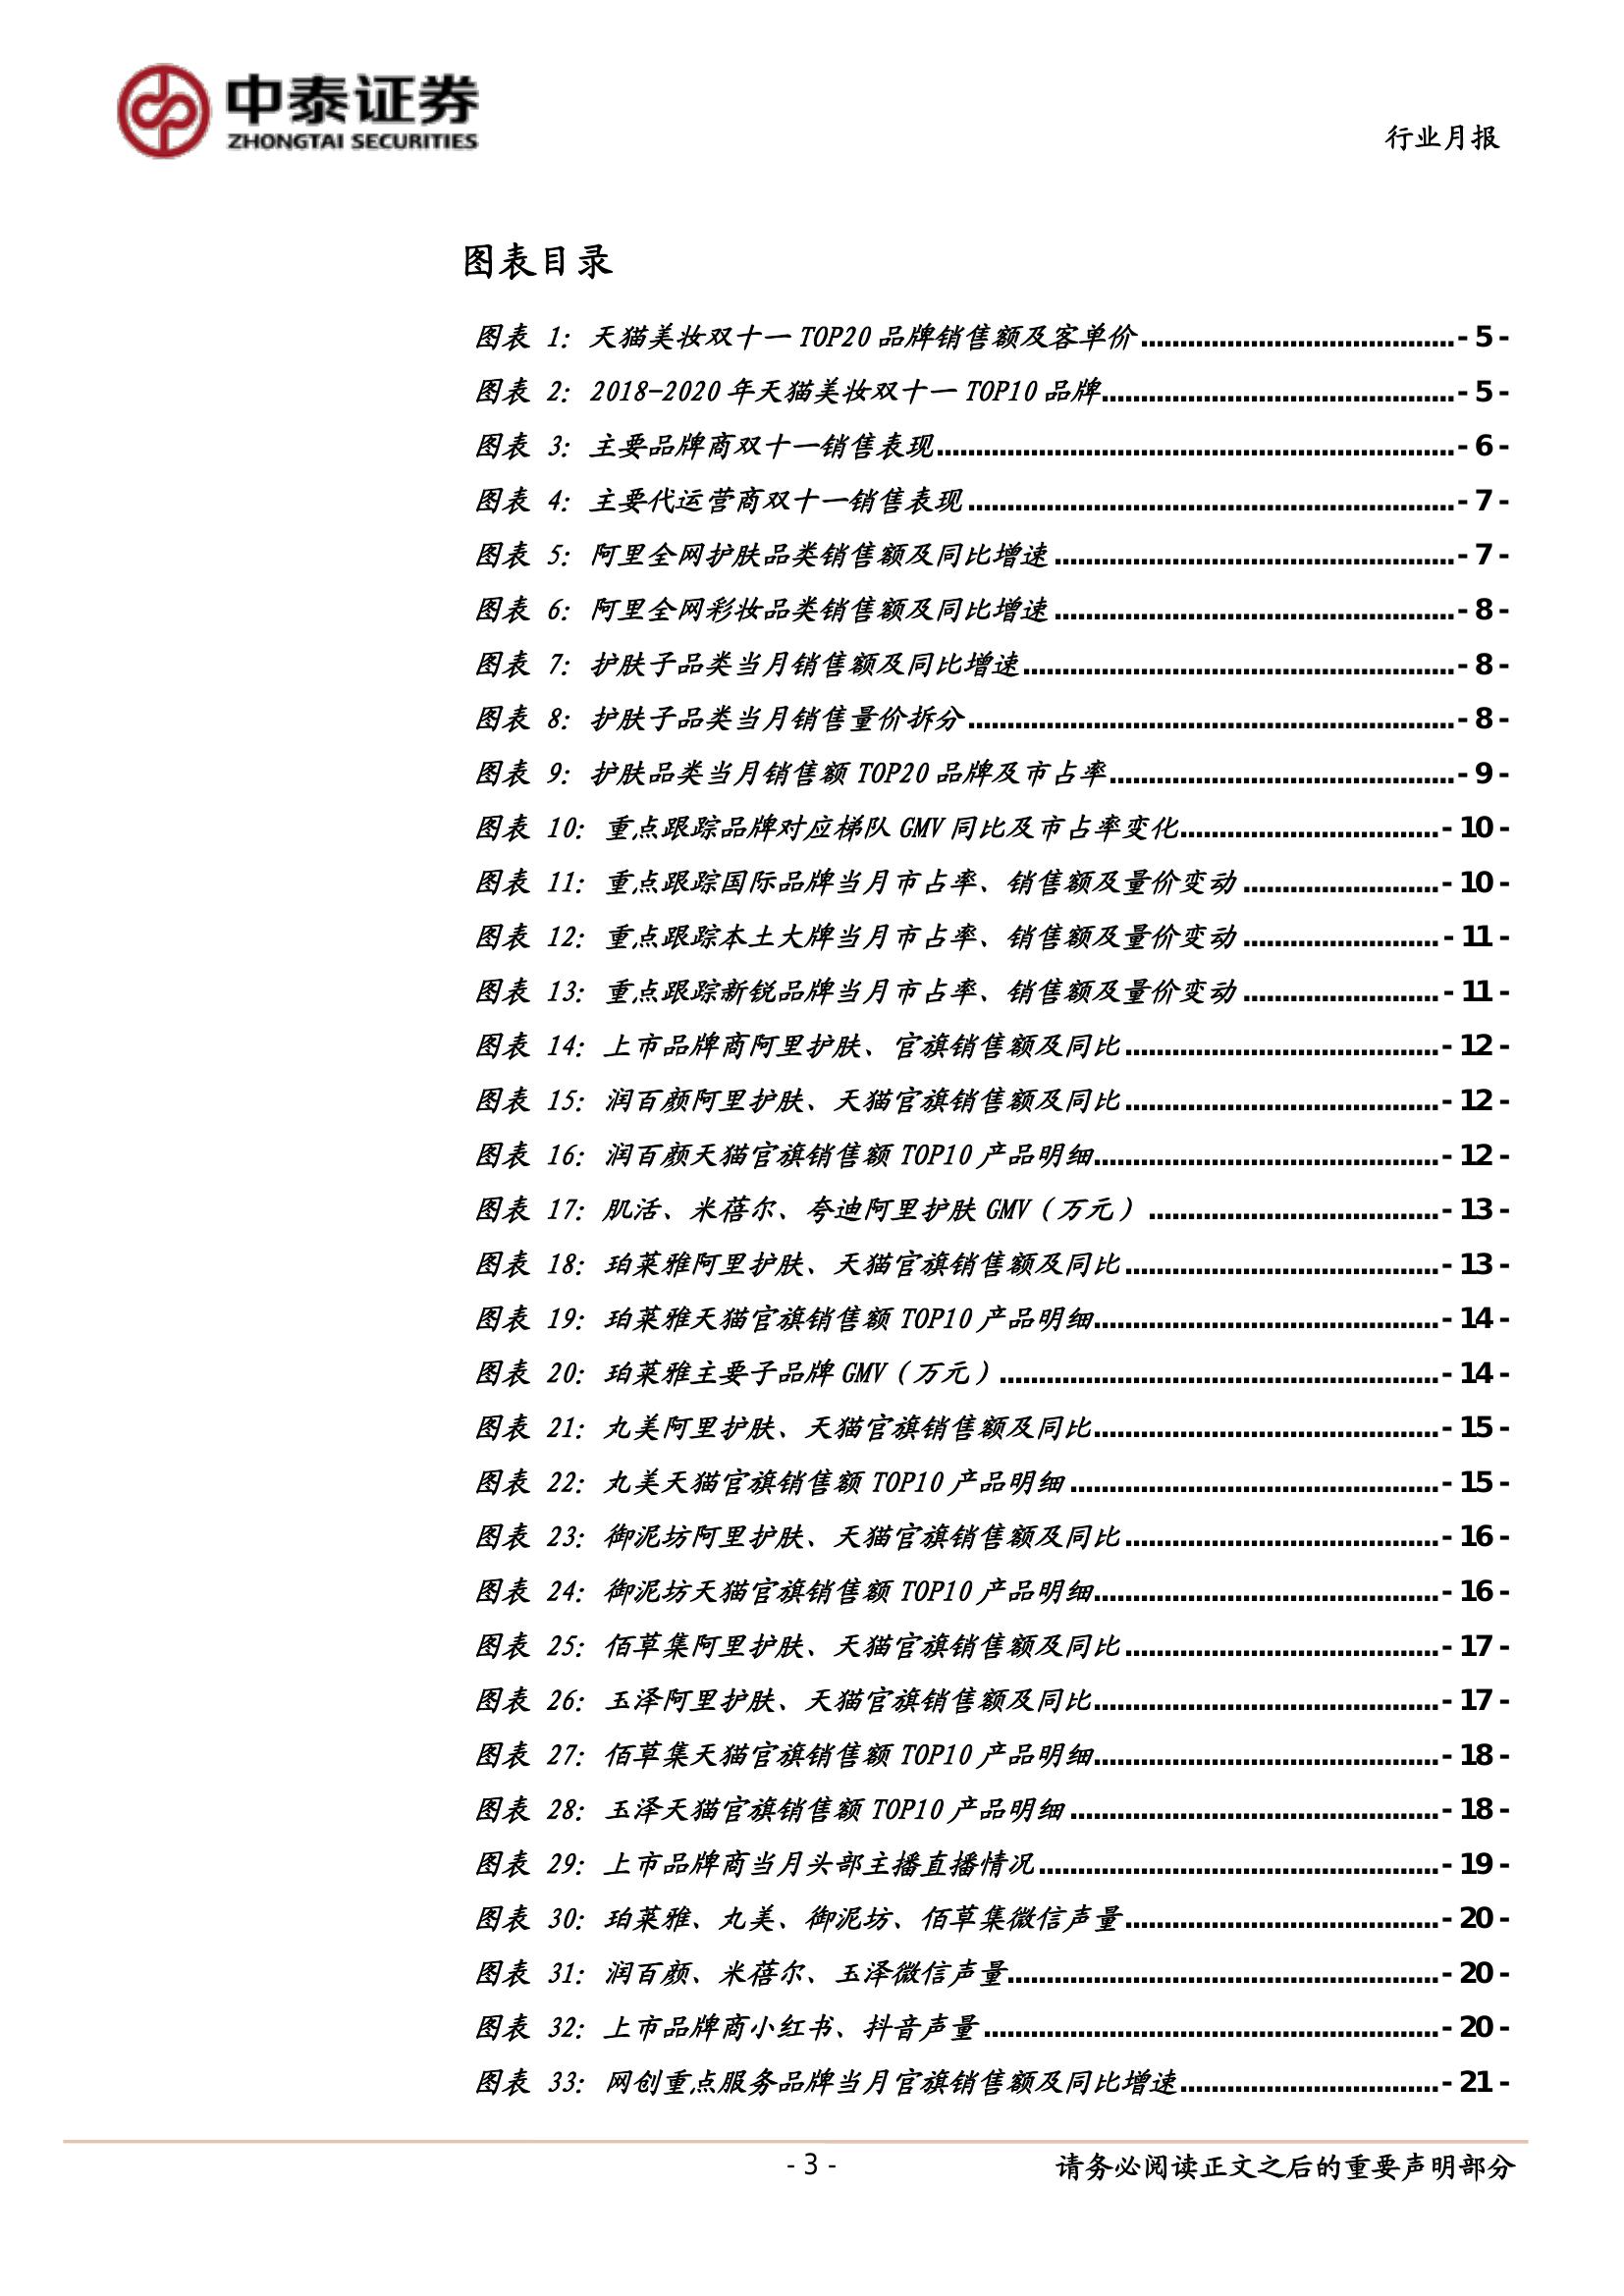 中泰证券
ZHONGTAI SECURITIES
行业月报
图表目录
图表 1：天猫美妆双十一 TOP20 品牌销售额及客单价........................................- 5 -
图表 2：2018-2020 年天猫美妆双十一 TOP10 品牌.............................................- 5 -
图表 3：主要品牌商双十一销售表现..................................................................- 6 -
图表 4：主要代运营商双十一销售表现..............................................................- 7 -
图表 5：阿里全网护肤品类销售额及同比增速...................................................- 7 -
图表 6：阿里全网彩妆品类销售额及同比增速...................................................- 8 -
图表 7：护肤子品类当月销售额及同比增速.......................................................- 8 -
图表 8：护肤子品类当月销售量价拆分..............................................................- 8 -
图表 9：护肤品类当月销售额 TOP20 品牌及市占率............................................- 9 -
图表 10：重点跟踪品牌对应梯队 GMV 同比及市占率变化.................................- 10 -
图表 11：重点跟踪国际品牌当月市占率、销售额及量价变动.........................- 10 -
图表 12：重点跟踪本土大牌当月市占率、销售额及量价变动.........................- 11 -
图表 13：重点跟踪新锐品牌当月市占率、销售额及量价变动.........................- 11 -
图表 14：上市品牌商阿里护肤、官旗销售额及同比........................................- 12 -
图表 15：润百颜阿里护肤、天猫官旗销售额及同比........................................- 12 -
图表 16：润百颜天猫官旗销售额 TOP10 产品明细............................................- 12 -
图表 17：肌活、米蓓尔、夸迪阿里护肤 GMV（万元）.....................................- 13 -
图表 18：珀莱雅阿里护肤、天猫官旗销售额及同比........................................- 13 -
图表 19：珀莱雅天猫官旗销售额 TOP10 产品明细............................................- 14 -
图表 20：珀莱雅主要子品牌 GMV（万元）........................................................- 14 -
图表 21：丸美阿里护肤、天猫官旗销售额及同比............................................- 15 -
图表 22：丸美天猫官旗销售额 TOP10 产品明细...............................................- 15 -
图表 23：御泥坊阿里护肤、天猫官旗销售额及同比........................................- 16 -
图表 24：御泥坊天猫官旗销售额 TOP10 产品明细............................................- 16 -
图表 25：佰草集阿里护肤、天猫官旗销售额及同比........................................- 17 -
图表 26：玉泽阿里护肤、天猫官旗销售额及同比............................................- 17 -
图表 27：佰草集天猫官旗销售额 TOP10 产品明细............................................- 18 -
图表 28：玉泽天猫官旗销售额 TOP10 产品明细...............................................- 18 -
图表 29：上市品牌商当月头部主播直播情况...................................................- 19 -
图表 30：珀莱雅、丸美、御泥坊、佰草集微信声量........................................- 20 -
图表 31：润百颜、米蓓尔、玉泽微信声量.......................................................- 20 -
图表 32：上市品牌商小红书、抖音声量..........................................................- 20 -
图表 33：网创重点服务品牌当月官旗销售额及同比增速.................................- 21 -
- 3 -
请务必阅读正文之后的重要声明部分